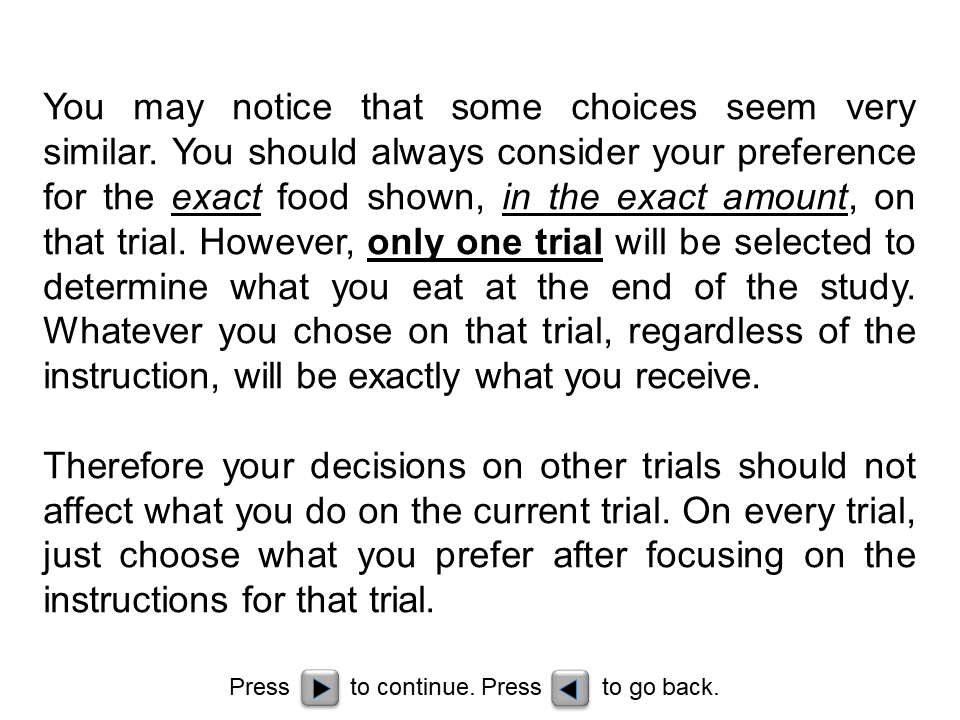 You may notice that some choices seem very
similar. You should always consider your preference
for the exact food shown, in the exact amount, on
that trial. However, only one trial will be selected to
determine what you eat at the end of the study.
Whatever you chose on that trial, regardless of the
instruction, will be exactly what you receive.
Therefore your decisions on other trials should not
affect what you do on the current trial. On every trial,
just choose what you prefer after focusing on the
instructions for that trial.
Press to continue. Press to go back.